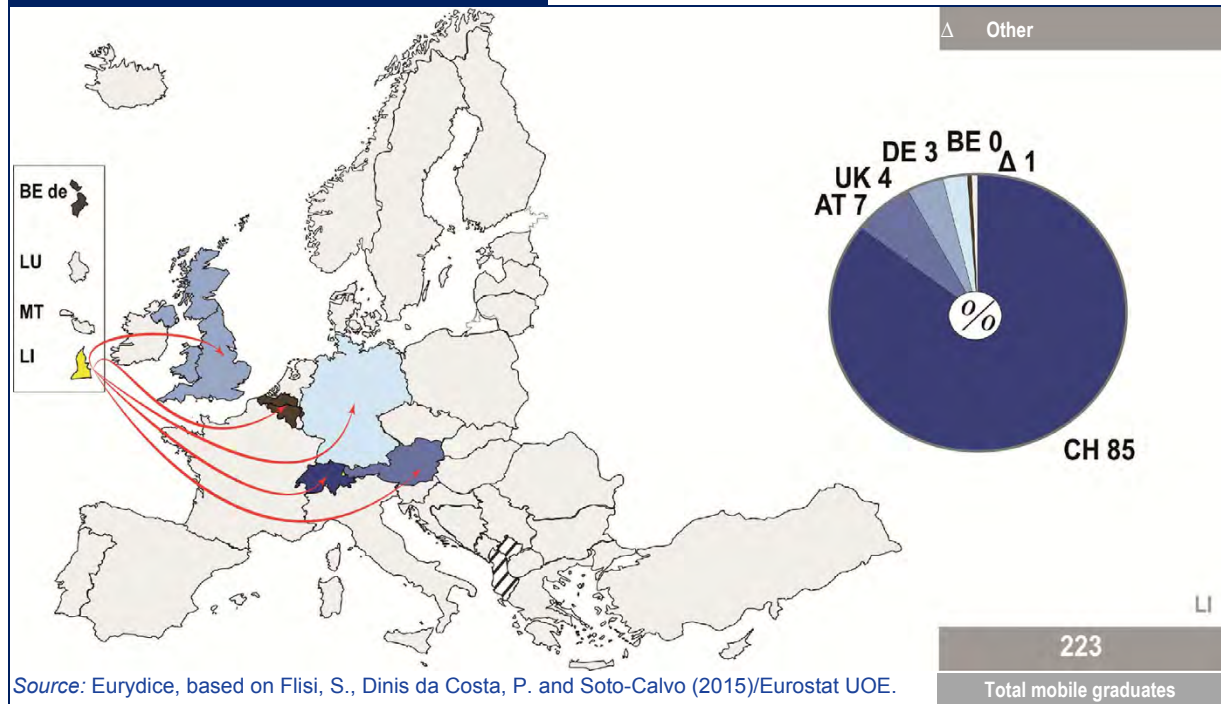 Δ Other
BE de
LU
MT
LI
BE 0
DE 3
Δ 1
UK 4
AT 7
%
CH 85
LI
223
Total mobile graduates
Source: Eurydice, based on Flisi, S., Dinis da Costa, P. and Soto-Calvo (2015)/Eurostat UOE.